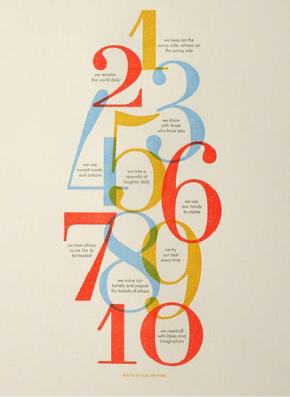 1
we keep on the
sunny side, always on
the sunny side
2
we remake
the world daily
3
we share
with those
who have less
4
we use
honest words
and actions
5
we take a
spoonful of
laughter daily
6
we use
our hands
to create
7
we treat others
as we like to
be treated
8
we value our
beliefs and respect
the beliefs of others
9
we try
our best
every time
10
we respond
with ideas and
imagination